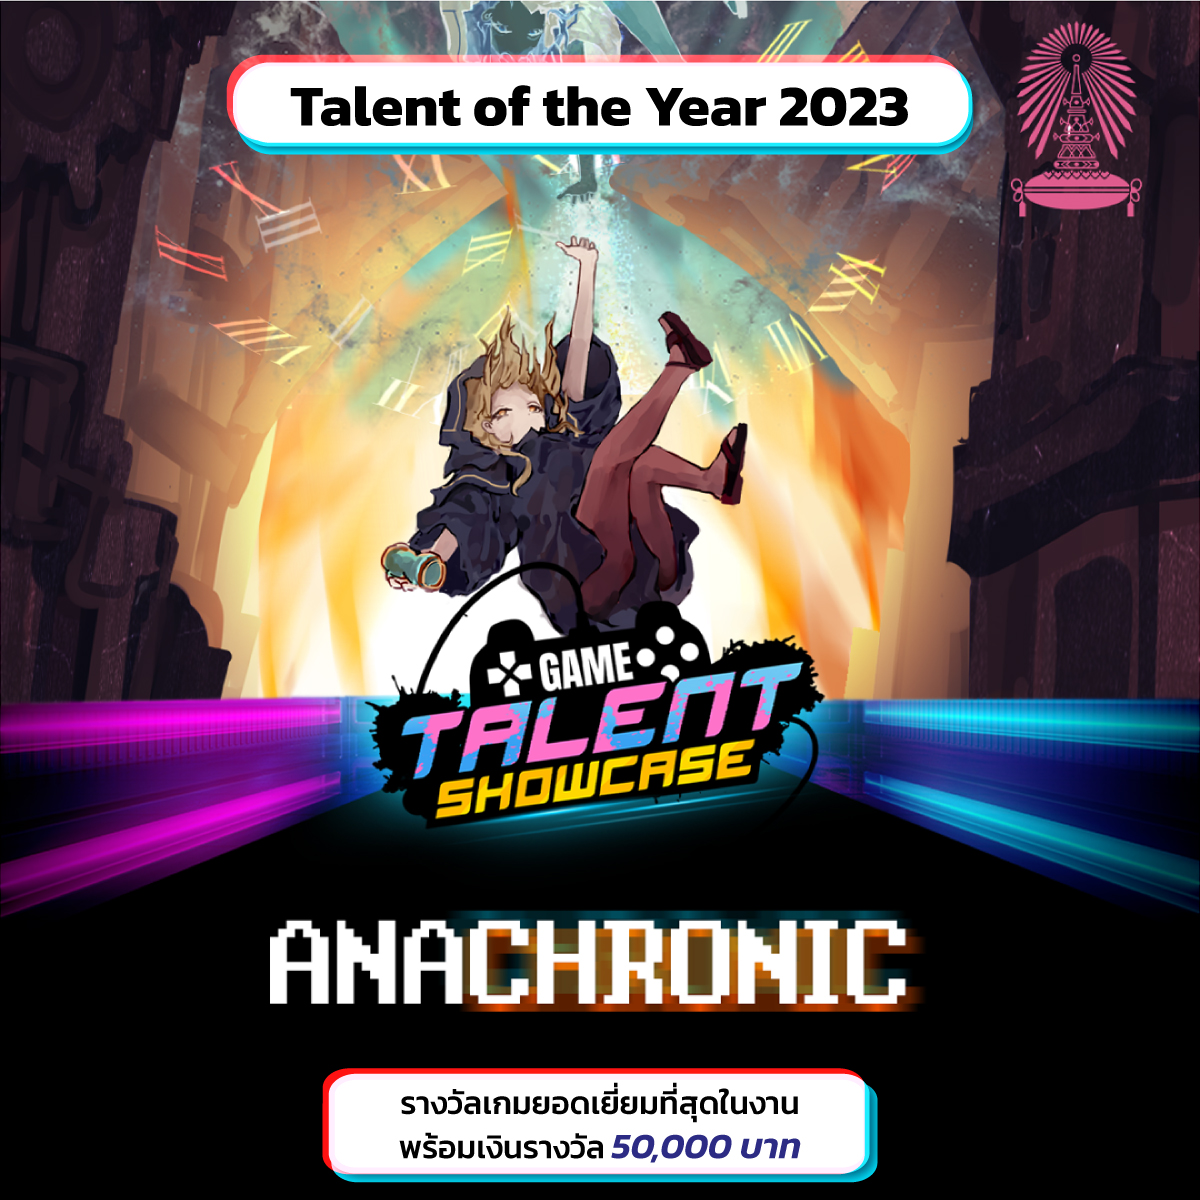 Talent of the Year 2023
GAME
TALENT
SHOWCASE
ANACHRONIC
รางวัลเกมยอดเยี่ยมที่สุดในงาน
พร้อมเงินรางวัล 50,000 บาท